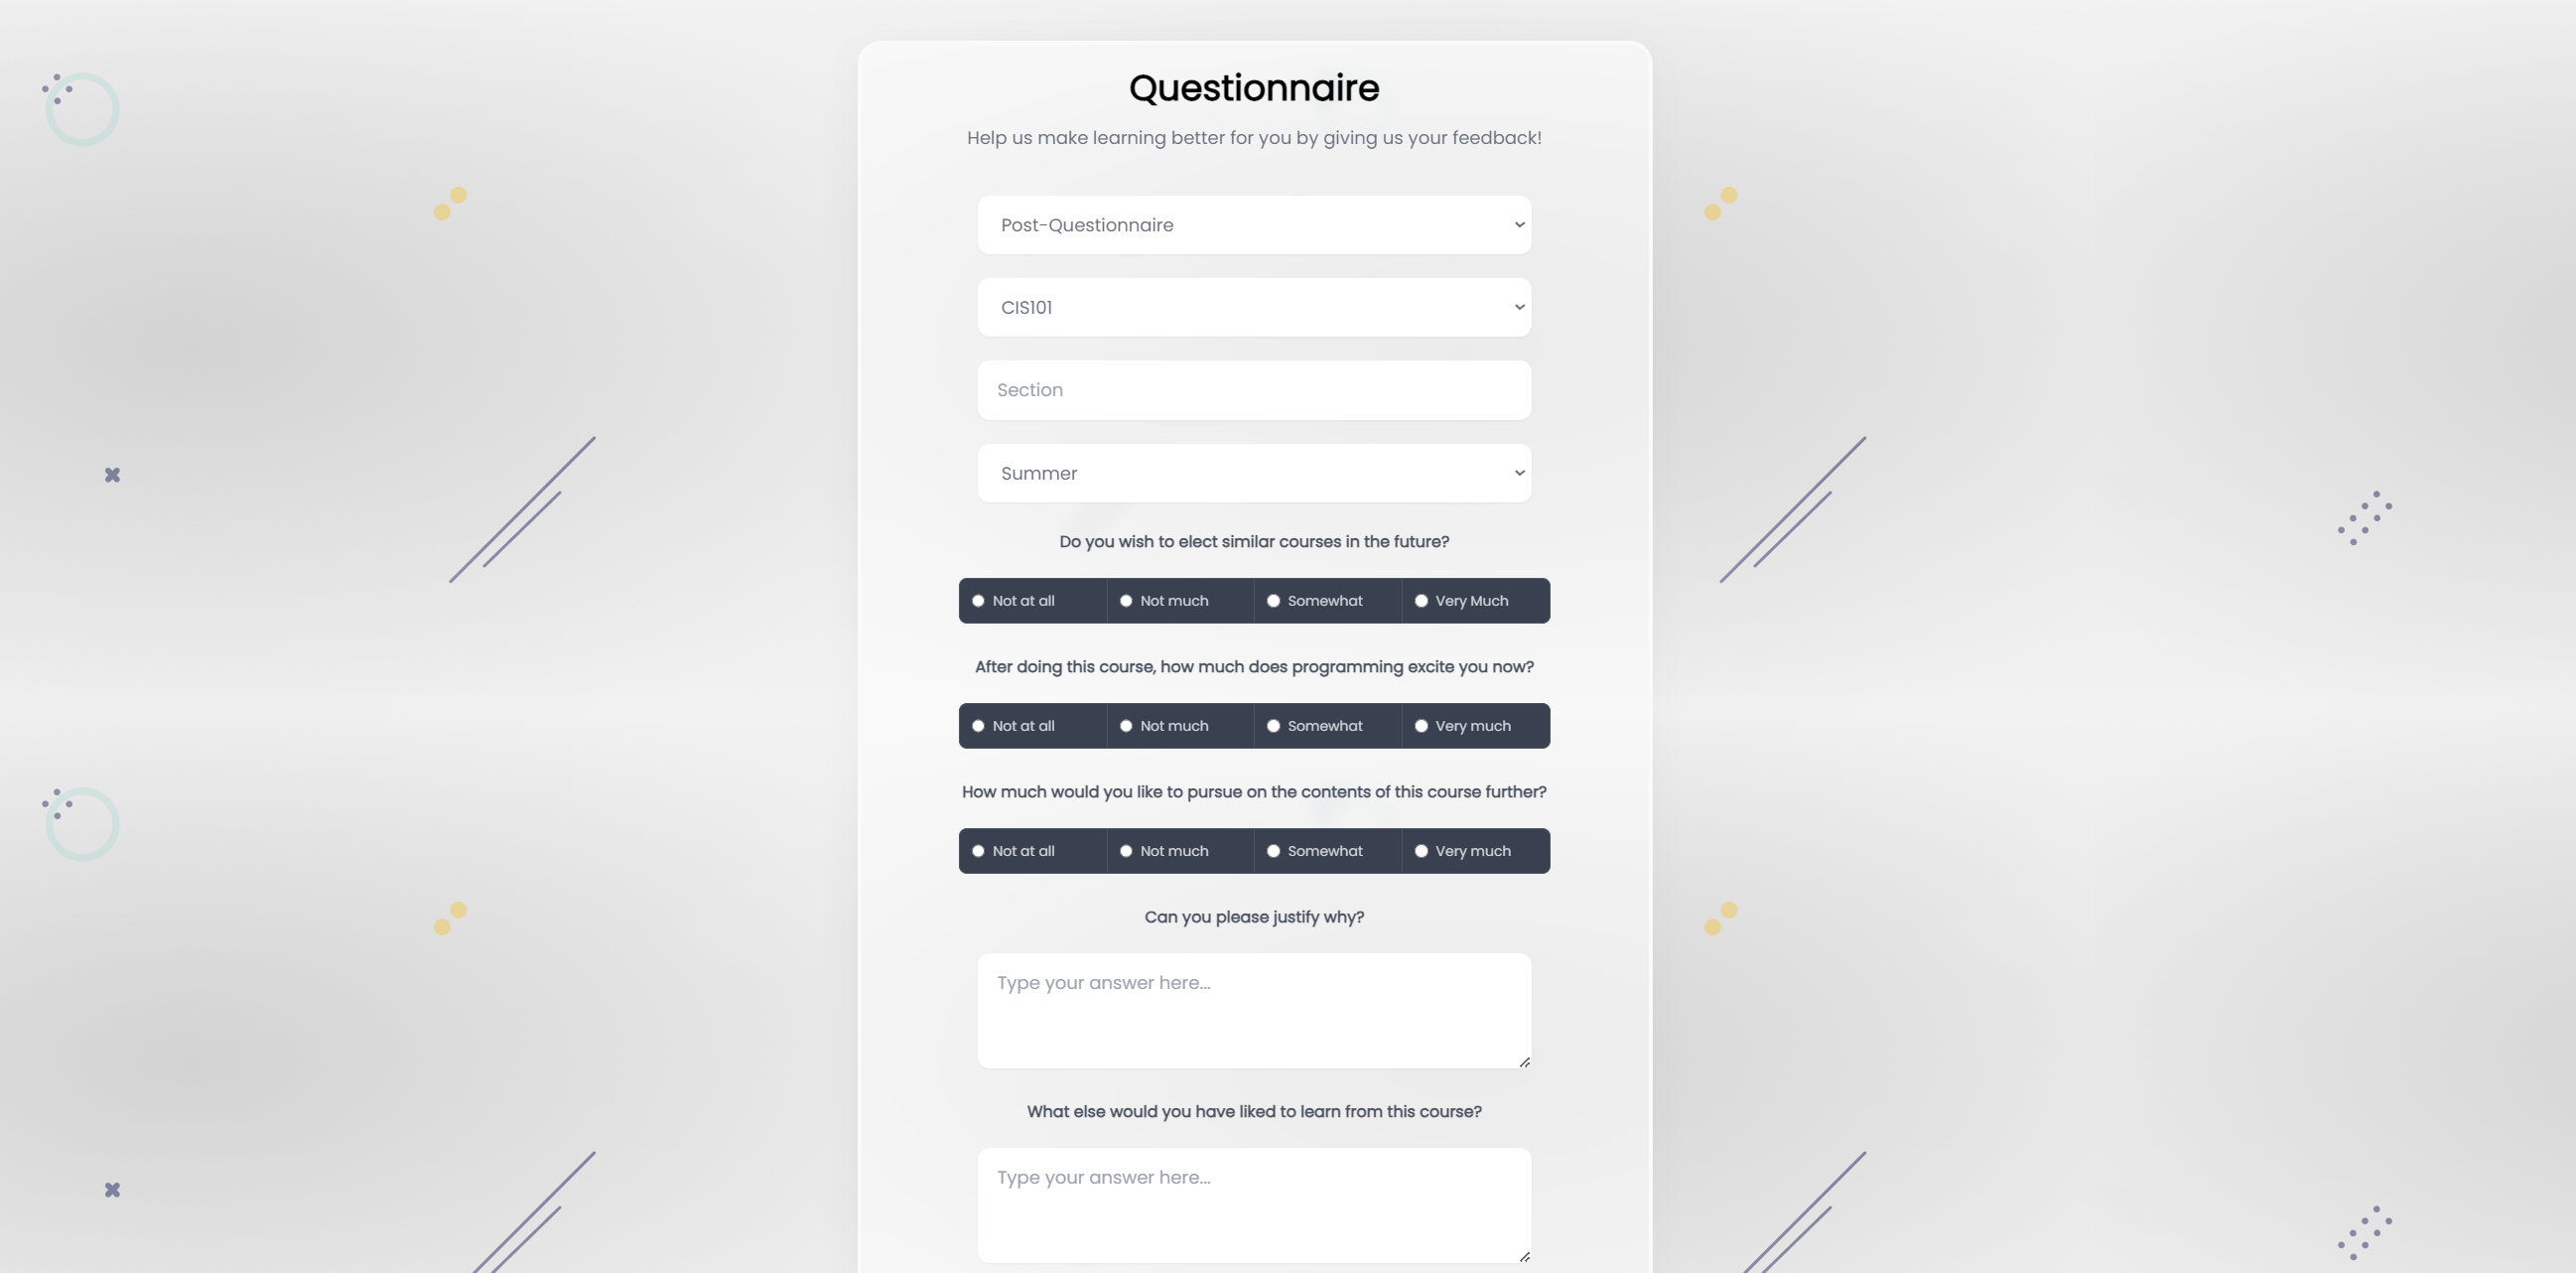 Questionnaire
Help us make learning better for you by giving us your feedback!
Post-Questionnaire
CIS101
Section
Summer
Do you wish to elect similar courses in the future?
Not at all Not much Somewhat Very Much
After doing this course, how much does programming excite you now?
Not at all Not much Somewhat Very much
How much would you like to pursue on the contents of this course further?
Not at all Not much Somewhat Very much
Can you please justify why?
Type your answer here...
What else would you have liked to learn from this course?
Type your answer here...